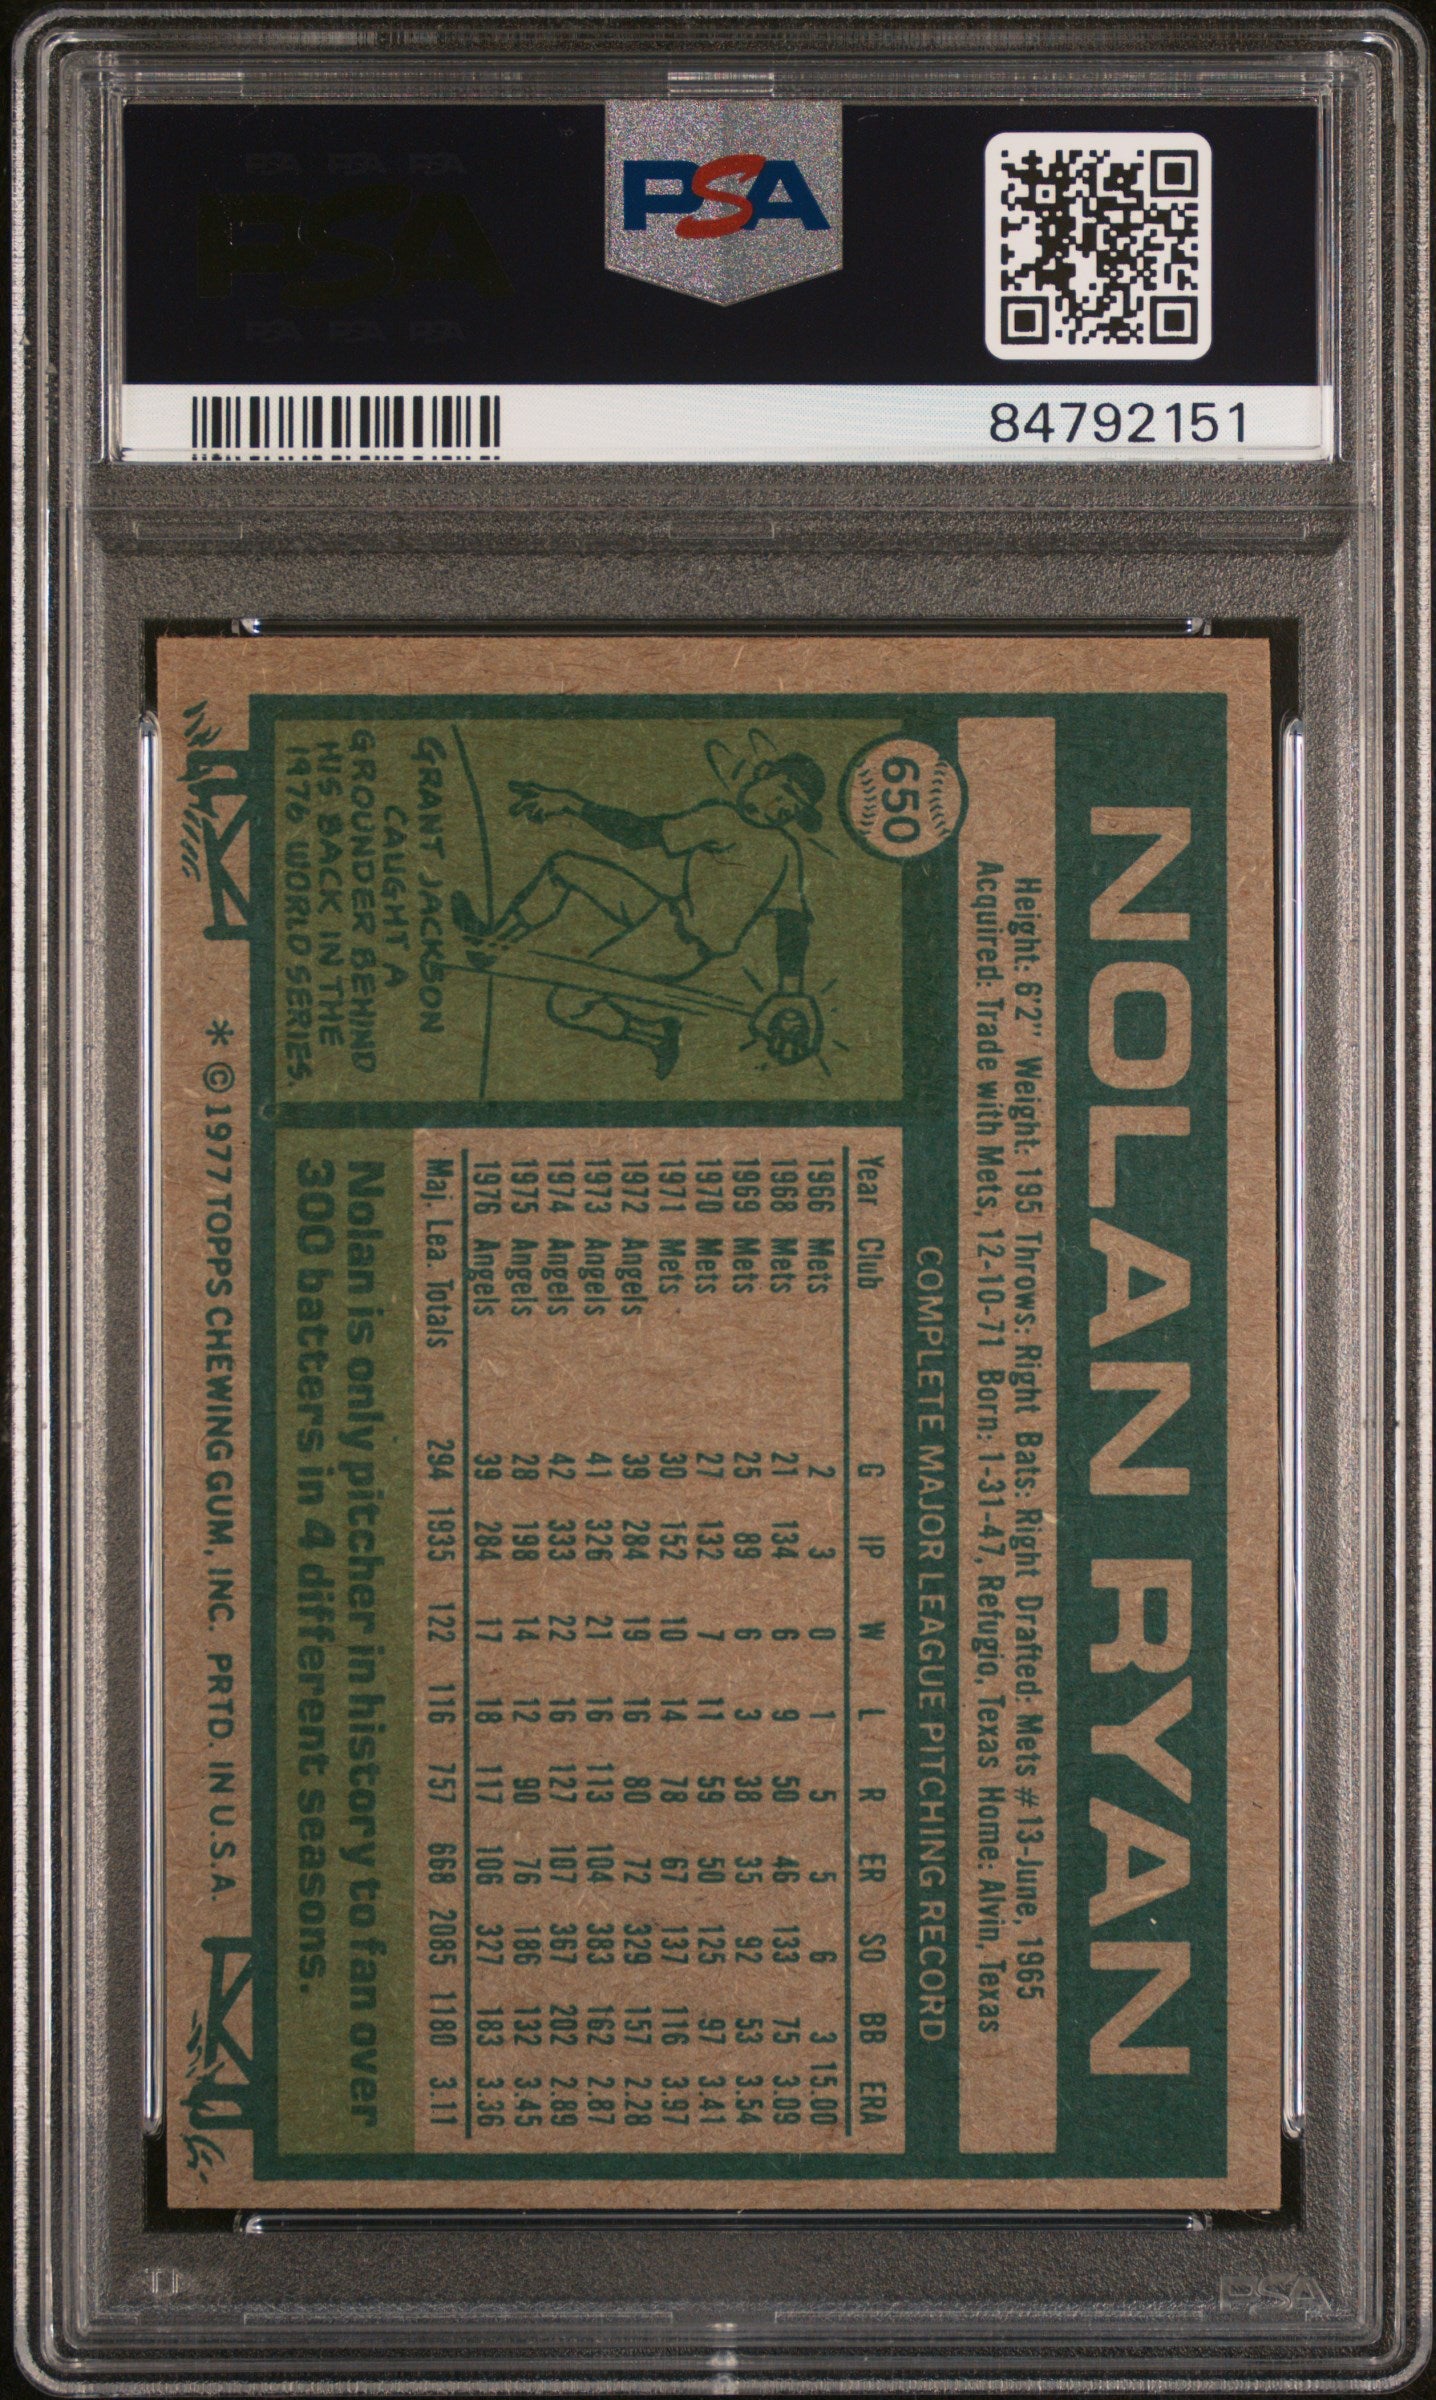 PSA PSA PSA
PSA
PSA PSA PSA
PSA
84792151
NOLAN RYAN
Height: 6'2" Weight: 195 Throws: Right Bats: Right Drafted: Mets #13-June, 1965
Acquired: Trade with Mets, 12-10-71 Born: 1-31-47, Refugio, Texas Home: Alvin, Texas
650
COMPLETE MAJOR LEAGUE PITCHING RECORD
Year Club G IP W L R ER SO BB ERA
1966 Mets 2 3 0 1 5 5 6 3 15.00
1968 Mets 21 134 6 9 50 46 133 75 3.09
1969 Mets 25 89 6 3 38 35 92 53 3.54
1970 Mets 27 132 7 11 59 50 125 97 3.41
1971 Mets 30 152 10 14 78 67 137 116 3.97
1972 Angels 39 284 19 16 80 72 329 157 2.28
1973 Angels 41 326 21 16 113 104 383 162 2.87
1974 Angels 42 333 22 16 127 107 367 202 2.89
1975 Angels 28 198 14 12 90 76 186 132 3.45
1976 Angels 39 284 17 18 117 106 327 183 3.36
Maj. Lea. Totals 294 1935 122 116 757 668 2085 1180 3.11
GRANT JACKSON
CAUGHT A
GROUNDER BEHIND
HIS BACK IN THE
1976 WORLD SERIES.
Nolan is only pitcher in history to fan over
300 batters in 4 different seasons.
* © 1977 TOPPS CHEWING GUM, INC. PRTD. IN U.S.A.
PSA